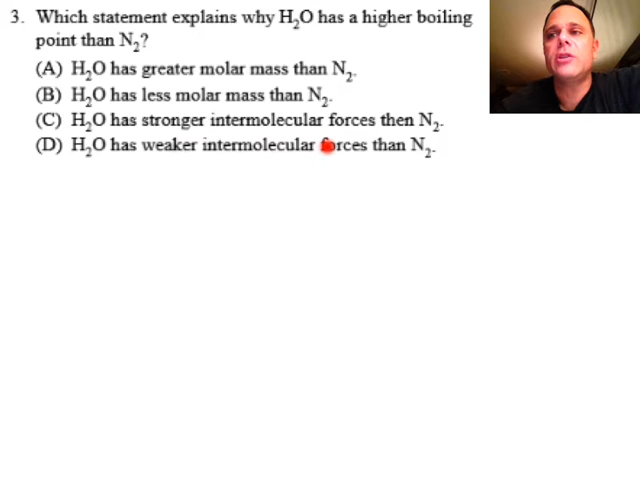 3. Which statement explains why H₂O has a higher boiling
point than N₂?
(A) H₂O has greater molar mass than N₂.
(B) H₂O has less molar mass than N₂.
(C) H₂O has stronger intermolecular forces then N₂.
(D) H₂O has weaker intermolecular forces than N₂.